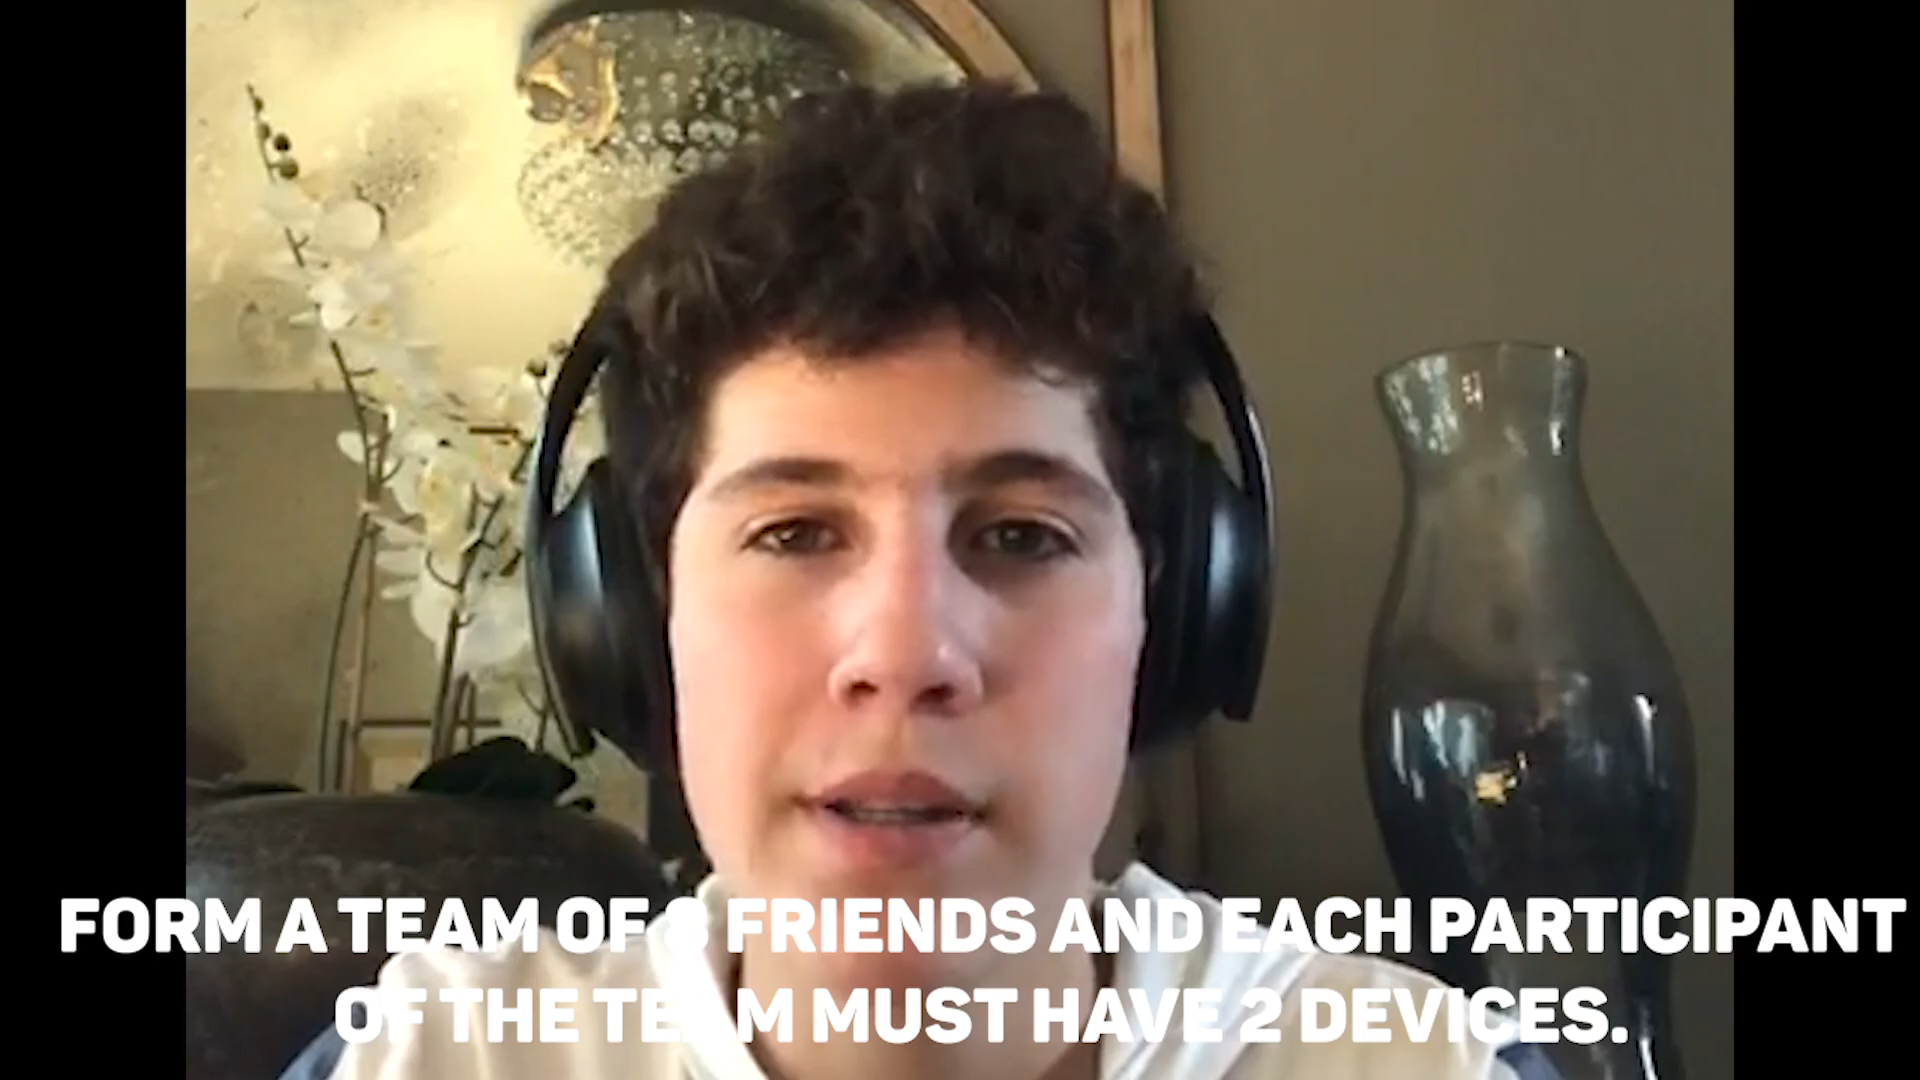 FORM A TEAM OF FRIENDS AND EACH PARTICIPANT
OF THE TEAM MUST HAVE 2 DEVICES.